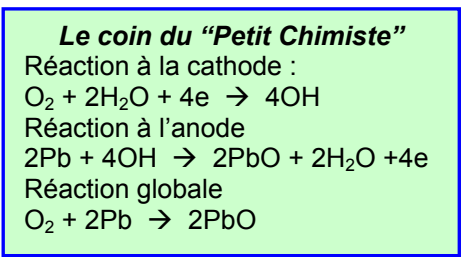 Le coin du “Petit Chimiste”
Réaction à la cathode :
O₂ + 2H₂O + 4e → 4OH
Réaction à l’anode
2Pb + 4OH → 2PbO + 2H₂O +4e
Réaction globale
O₂ + 2Pb → 2PbO